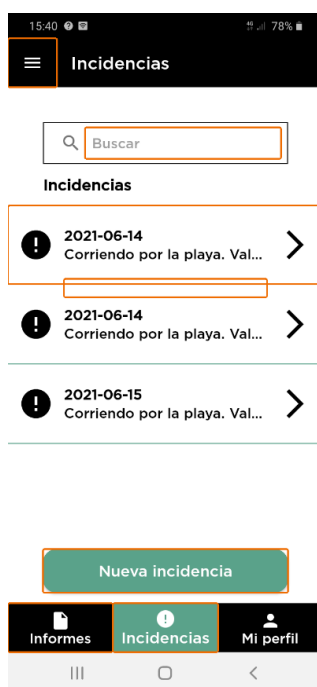 15:40 78%
Incidencias
Buscar
Incidencias
2021-06-14
Corriendo por la playa. Val...
2021-06-14
Corriendo por la playa. Val...
2021-06-15
Corriendo por la playa. Val...
Nueva incidencia
Informes Incidencias Mi perfil